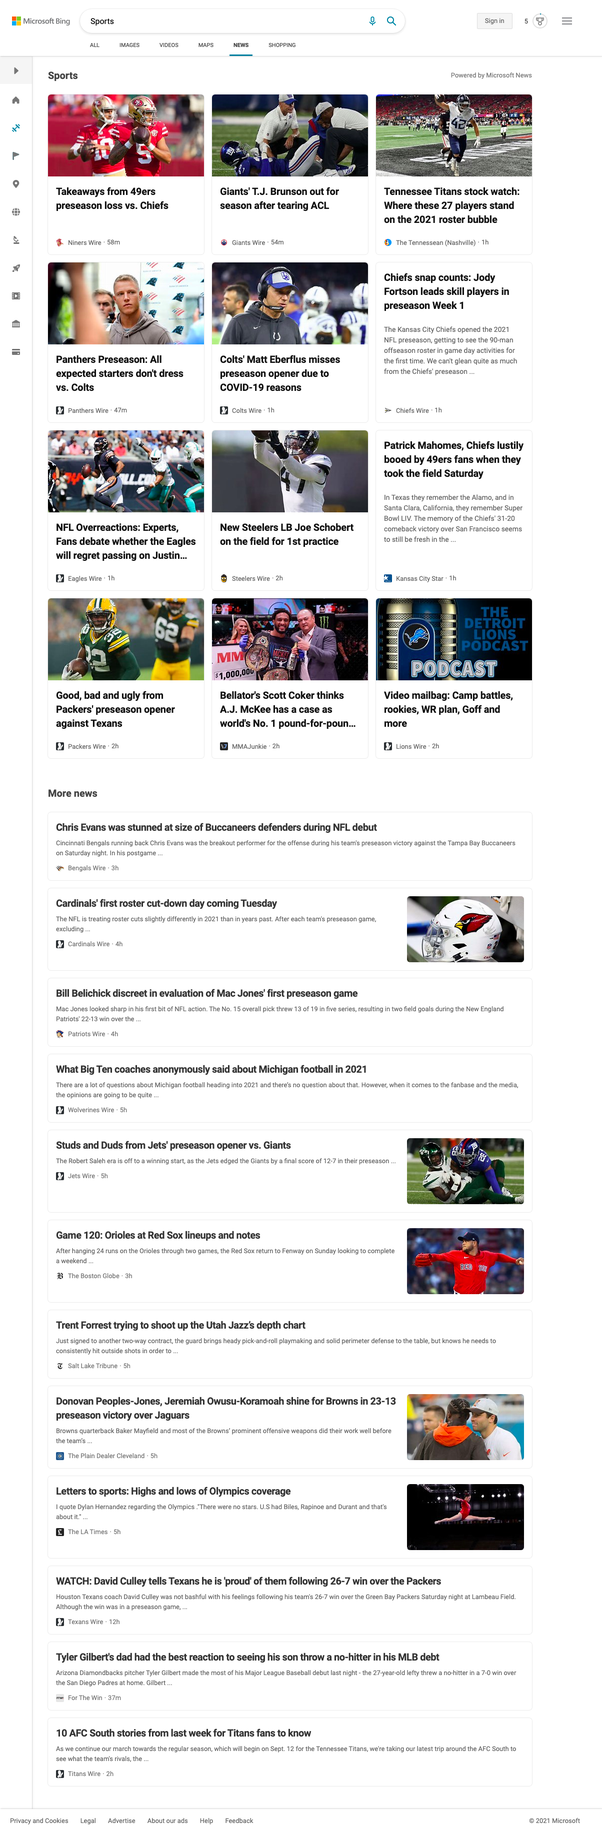 Microsoft Bing
Sports
Sign in
5
ALL IMAGES VIDEOS MAPS NEWS SHOPPING
Sports
Powered by Microsoft News
Takeaways from 49ers
preseason loss vs. Chiefs
Niners Wire · 58m
Giants' T.J. Brunson out for
season after tearing ACL
Giants Wire · 54m
Tennessee Titans stock watch:
Where these 27 players stand
on the 2021 roster bubble
The Tennessean (Nashville) · 1h
Panthers Preseason: All
expected starters don't dress
vs. Colts
Panthers Wire · 47m
Colts' Matt Eberflus misses
preseason opener due to
COVID-19 reasons
Colts Wire · 1h
Chiefs snap counts: Jody
Fortson leads skill players in
preseason Week 1
The Kansas City Chiefs opened the 2021
NFL preseason, getting to see the 90-man
offseason roster in game day activities for
the first time. We can't glean quite as much
from the Chiefs' preseason ...
Chiefs Wire · 1h
NFL Overreactions: Experts,
Fans debate whether the Eagles
will regret passing on Justin...
Eagles Wire · 1h
New Steelers LB Joe Schobert
on the field for 1st practice
Steelers Wire · 2h
Patrick Mahomes, Chiefs lustily
booed by 49ers fans when they
took the field Saturday
In Texas they remember the Alamo, and in
Santa Clara, California, they remember Super
Bowl LIV. The memory of the Chiefs' 31-20
comeback victory over San Francisco seems
to still be fresh in the ...
Kansas City Star · 1h
Good, bad and ugly from
Packers' preseason opener
against Texans
Packers Wire · 2h
$1,000,000
Bellator's Scott Coker thinks
A.J. McKee has a case as
world's No. 1 pound-for-poun...
MMAJunkie · 2h
THE
DETROIT
LIONS
PODCAST
PODCAST
Video mailbag: Camp battles,
rookies, WR plan, Goff and
more
Lions Wire · 2h
More news
Chris Evans was stunned at size of Buccaneers defenders during NFL debut
Cincinnati Bengals running back Chris Evans was the breakout performer for the offense during his team's preseason victory against the Tampa Bay Buccaneers
on Saturday night. In his postgame ...
Bengals Wire · 3h
Cardinals' first roster cut-down day coming Tuesday
The NFL is treating roster cuts slightly differently in 2021 than in years past. After each team's preseason game,
excluding ...
Cardinals Wire · 4h
Bill Belichick discreet in evaluation of Mac Jones' first preseason game
Mac Jones looked sharp in his first bit of NFL action. The No. 15 overall pick threw 13 of 19 in five series, resulting in two field goals during the New England
Patriots' 22-13 win over the ...
Patriots Wire · 4h
What Big Ten coaches anonymously said about Michigan football in 2021
There are a lot of questions about Michigan football heading into 2021 and there's no question about that. However, when it comes to the fanbase and the media,
the opinions are going to be quite ...
Wolverines Wire · 5h
Studs and Duds from Jets' preseason opener vs. Giants
The Robert Saleh era is off to a winning start, as the Jets edged the Giants by a final score of 12-7 in their preseason ...
Jets Wire · 5h
Game 120: Orioles at Red Sox lineups and notes
After hanging 24 runs on the Orioles through two games, the Red Sox return to Fenway on Sunday looking to complete
a weekend ...
The Boston Globe · 3h
Trent Forrest trying to shoot up the Utah Jazz's depth chart
Just signed to another two-way contract, the guard brings heady pick-and-roll playmaking and solid perimeter defense to the table, but knows he needs to
consistently hit outside shots in order to ...
Salt Lake Tribune · 5h
Donovan Peoples-Jones, Jeremiah Owusu-Koramoah shine for Browns in 23-13
preseason victory over Jaguars
Browns quarterback Baker Mayfield and most of the Browns' prominent offensive weapons did their work well before
the team's ...
The Plain Dealer Cleveland · 5h
Letters to sports: Highs and lows of Olympics coverage
I quote Dylan Hernandez regarding the Olympics ."There were no stars. U.S had Biles, Rapinoe and Durant and that's
about it." ...
The LA Times · 5h
WATCH: David Culley tells Texans he is 'proud' of them following 26-7 win over the Packers
Houston Texans coach David Culley was not bashful with his feelings following his team's 26-7 win over the Green Bay Packers Saturday night at Lambeau Field.
Although the win was in a preseason game, ...
Texans Wire · 12h
Tyler Gilbert's dad had the best reaction to seeing his son throw a no-hitter in his MLB debut
Arizona Diamondbacks pitcher Tyler Gilbert made the most of his Major League Baseball debut last night - the 27-year-old lefty threw a no-hitter in a 7-0 win over
the San Diego Padres at home. Gilbert ...
For The Win · 37m
10 AFC South stories from last week for Titans fans to know
As we continue our march towards the regular season, which will begin on Sept. 12 for the Tennessee Titans, we're taking our latest trip around the AFC South to
see what the team's rivals, the ...
Titans Wire · 2h
Privacy and Cookies Legal Advertise About our ads Help Feedback
© 2021 Microsoft